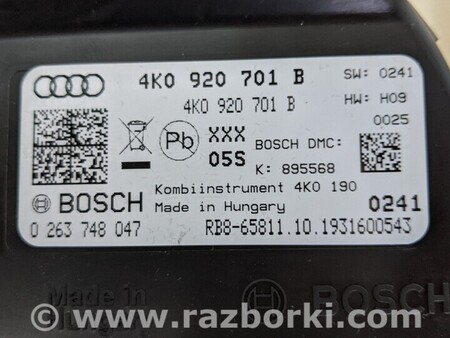 4K0 920 701 B SW: 0241
4K0 920 701 B HW: H09
0025
Pb XXX BOSCH DMC:
05S K: 895568
Kombiinstrument 4K0 190
BOSCH Made in Hungary 0241
0 263 748 047 RB8-65811.10.1931600543
Made in
Hungary
BOSCH
www.razborki.com